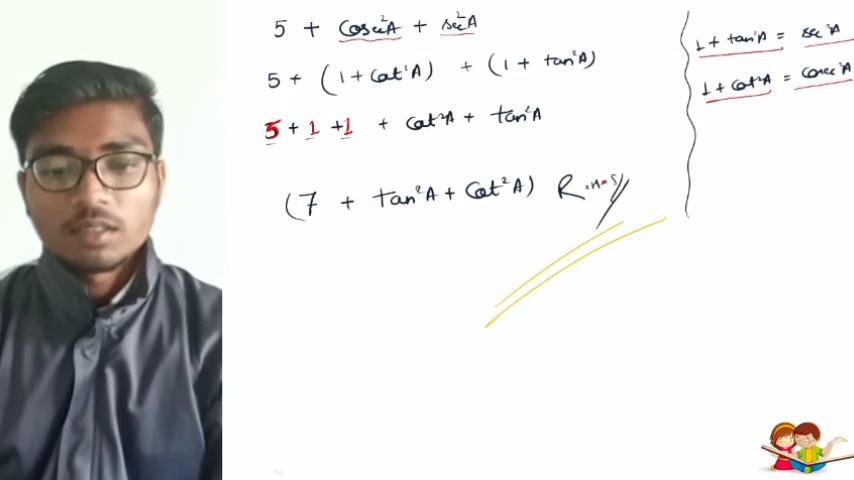 5 + Cosec²A + sec²A
5 + (1 + Cot²A) + (1 + tan²A)
5 + 1 + 1 + Cot²A + tan²A
(7 + tan²A + Cot²A) R.H.S
1 + tan²A = sec²A
1 + Cot²A = Cosec²A